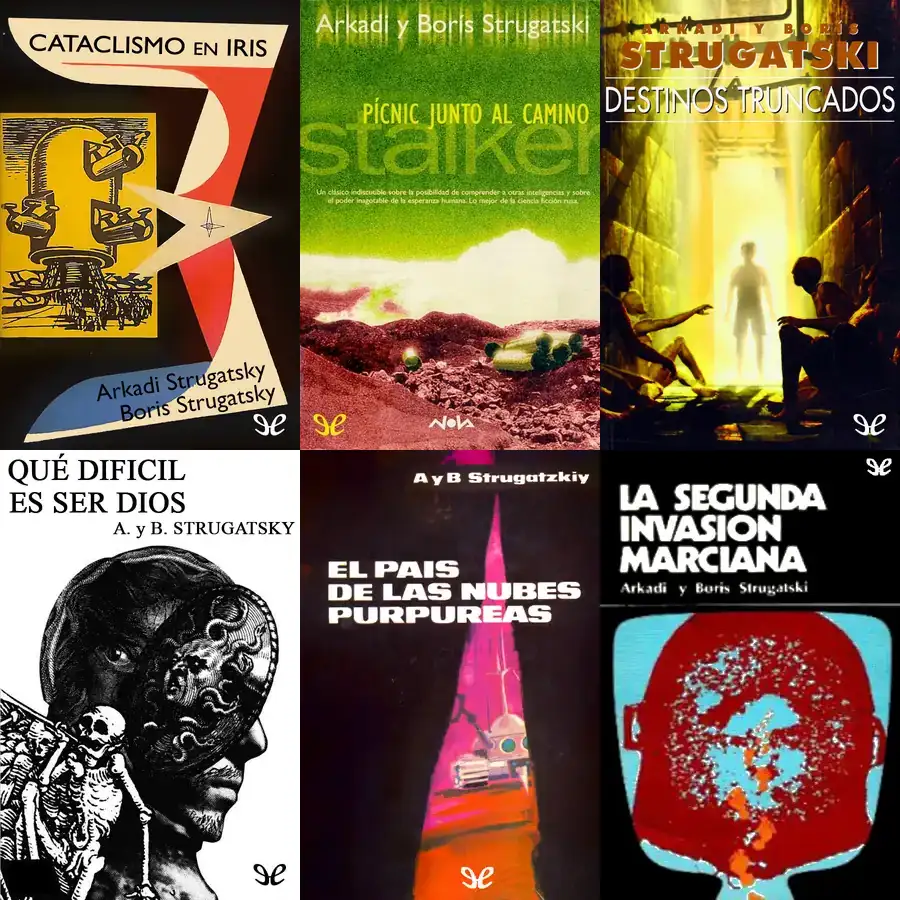 CATACLISMO EN IRIS
Arkadi Strugatsky
Boris Strugatsky
Arkadi y Boris Strugatski
PÍCNIC JUNTO AL CAMINO
stalker
Un clásico indiscutible sobre la posibilidad de comprender a otras inteligencias y sobre
el poder inagotable de la esperanza humana. Lo mejor de la ciencia ficción rusa.
NOVA
ARKADI Y BORIS
STRUGATSKI
DESTINOS TRUNCADOS
QUÉ DIFICIL
ES SER DIOS
A. y B. STRUGATSKY
A y B Strugatzkiy
EL PAIS
DE LAS NUBES
PURPUREAS
LA SEGUNDA
INVASION
MARCIANA
Arkadi y Boris Strugatski